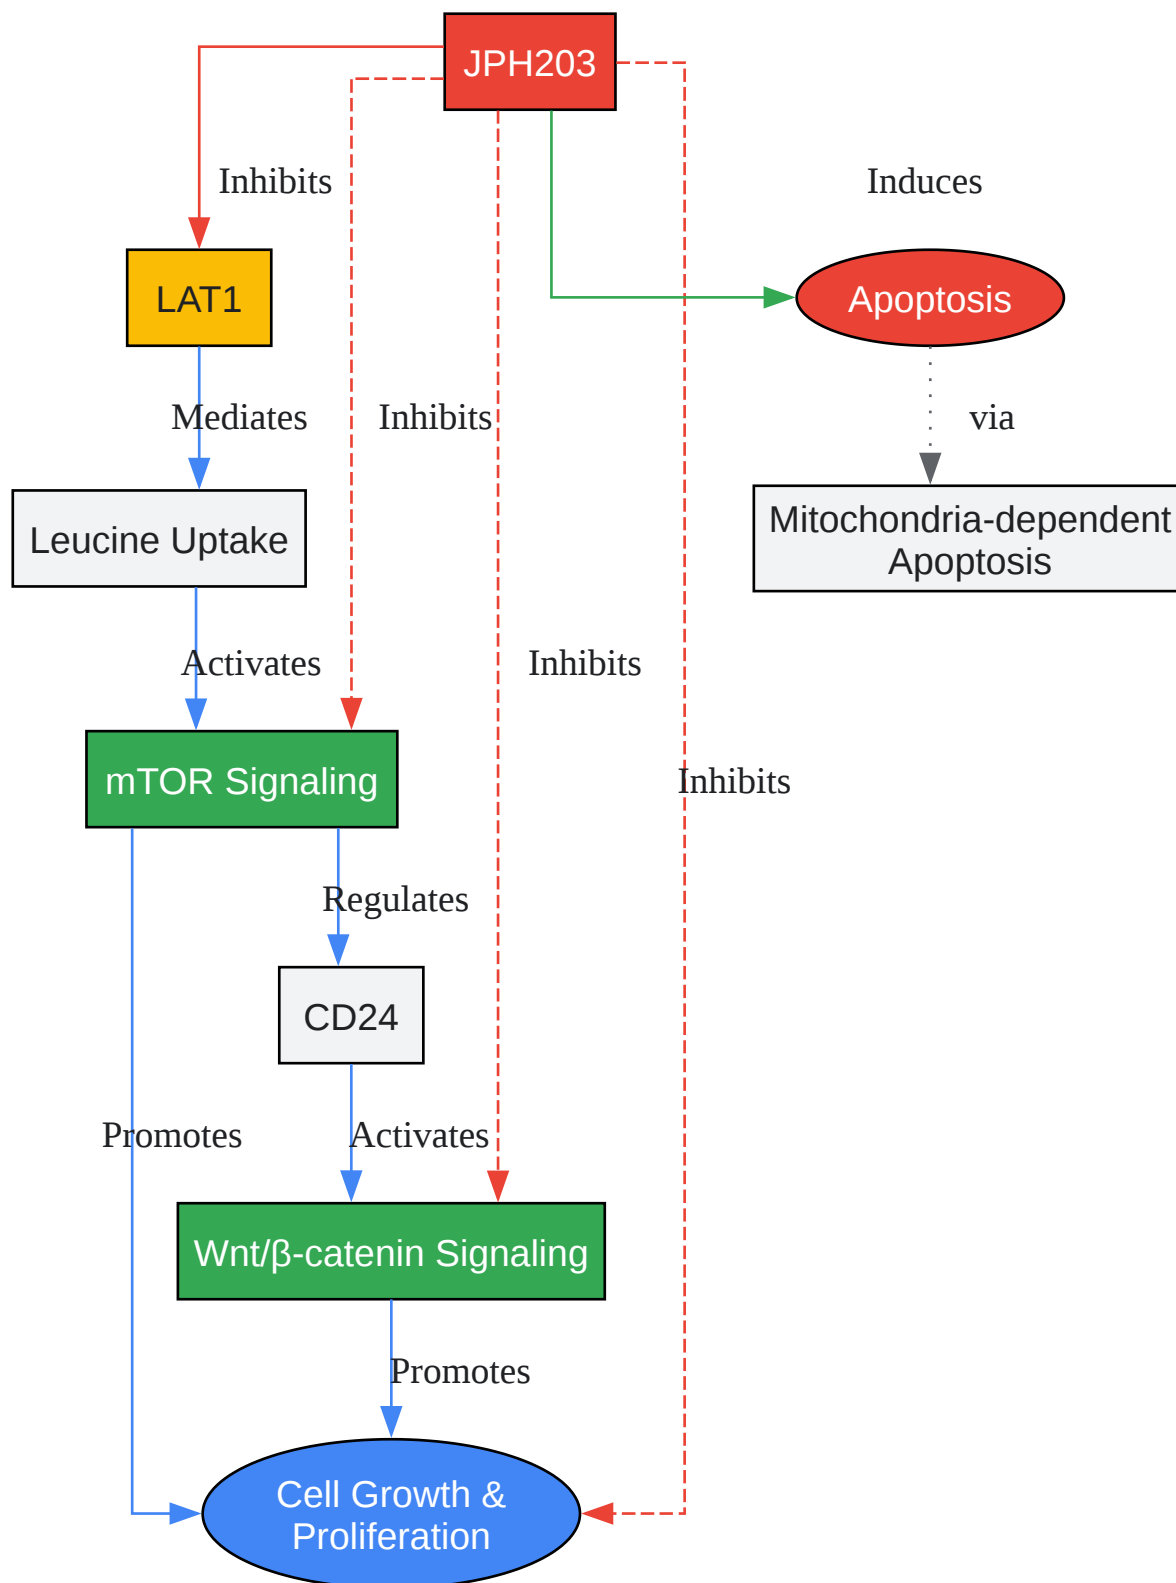 JPH203
Inhibits
Induces
LAT1
Apoptosis
Mediates
Inhibits
via
Leucine Uptake
Mitochondria-dependent
Apoptosis
Activates
Inhibits
mTOR Signaling
Inhibits
Regulates
CD24
Promotes
Activates
Wnt/β-catenin Signaling
Promotes
Cell Growth &
Proliferation